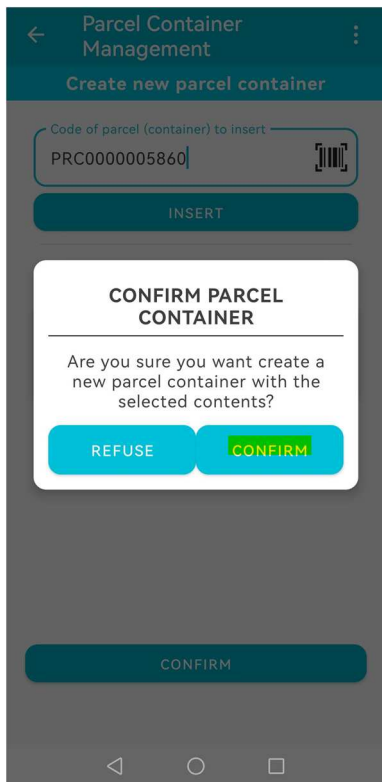 Parcel Container
Management
Create new parcel container
Code of parcel (container) to insert
PRC0000005860
INSERT
CONFIRM PARCEL
CONTAINER
Are you sure you want create a
new parcel container with the
selected contents?
REFUSE
CONFIRM
CONFIRM